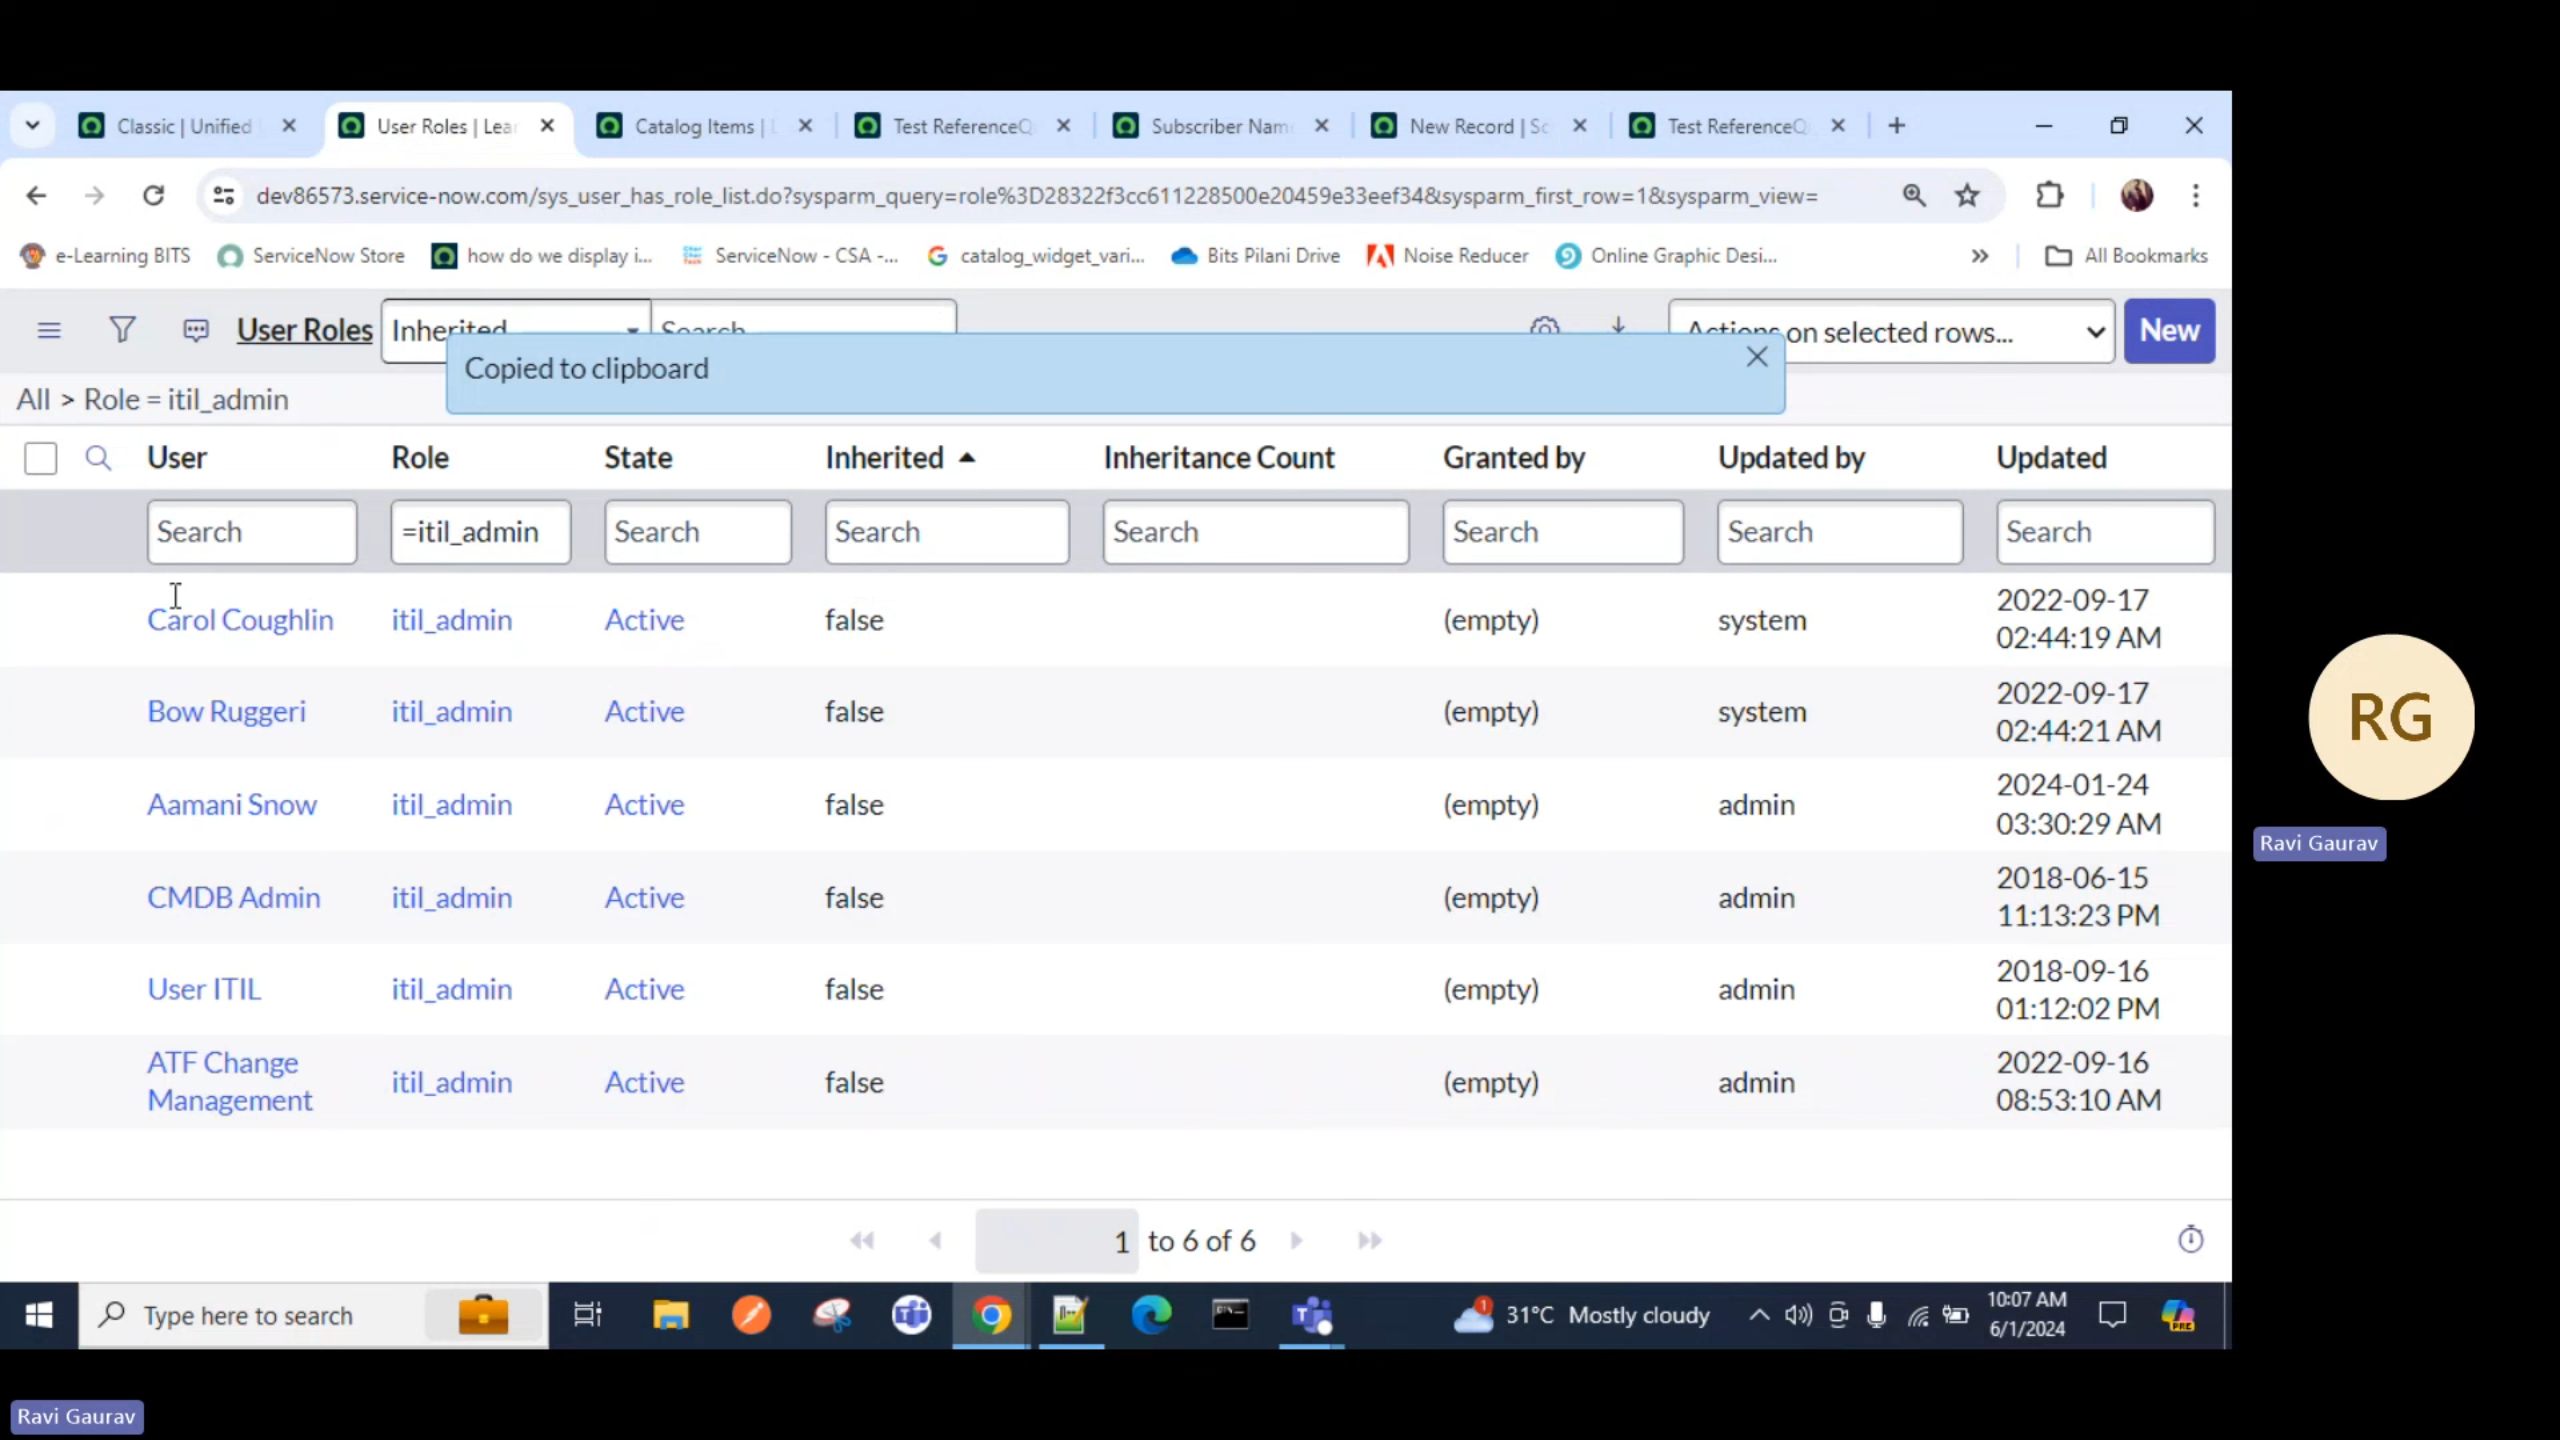 Classic | Unified
User Roles | Lea
Catalog Items |
Test ReferenceQ
Subscriber Nam
New Record | Sc
Test ReferenceQ
dev86573.service-now.com/sys_user_has_role_list.do?sysparm_query=role%3D28322f3cc611228500e20459e33eef34&sysparm_first_row=1&sysparm_view=
e-Learning BITS
ServiceNow Store
how do we display i...
ServiceNow - CSA -...
catalog_widget_vari...
Bits Pilani Drive
Noise Reducer
Online Graphic Desi...
All Bookmarks
User Roles
Inherited
Search
Actions on selected rows...
New
Copied to clipboard
All > Role = itil_admin
User Role State Inherited Inheritance Count Granted by Updated by Updated
Search =itil_admin Search Search Search Search Search Search
Carol Coughlin itil_admin Active false (empty) system 2022-09-17
02:44:19 AM
Bow Ruggeri itil_admin Active false (empty) system 2022-09-17
02:44:21 AM
Aamani Snow itil_admin Active false (empty) admin 2024-01-24
03:30:29 AM
CMDB Admin itil_admin Active false (empty) admin 2018-06-15
11:13:23 PM
User ITIL itil_admin Active false (empty) admin 2018-09-16
01:12:02 PM
ATF Change
Management itil_admin Active false (empty) admin 2022-09-16
08:53:10 AM
1 to 6 of 6
Type here to search
1
31°C Mostly cloudy
10:07 AM
6/1/2024
PRE
RG
Ravi Gaurav
Ravi Gaurav